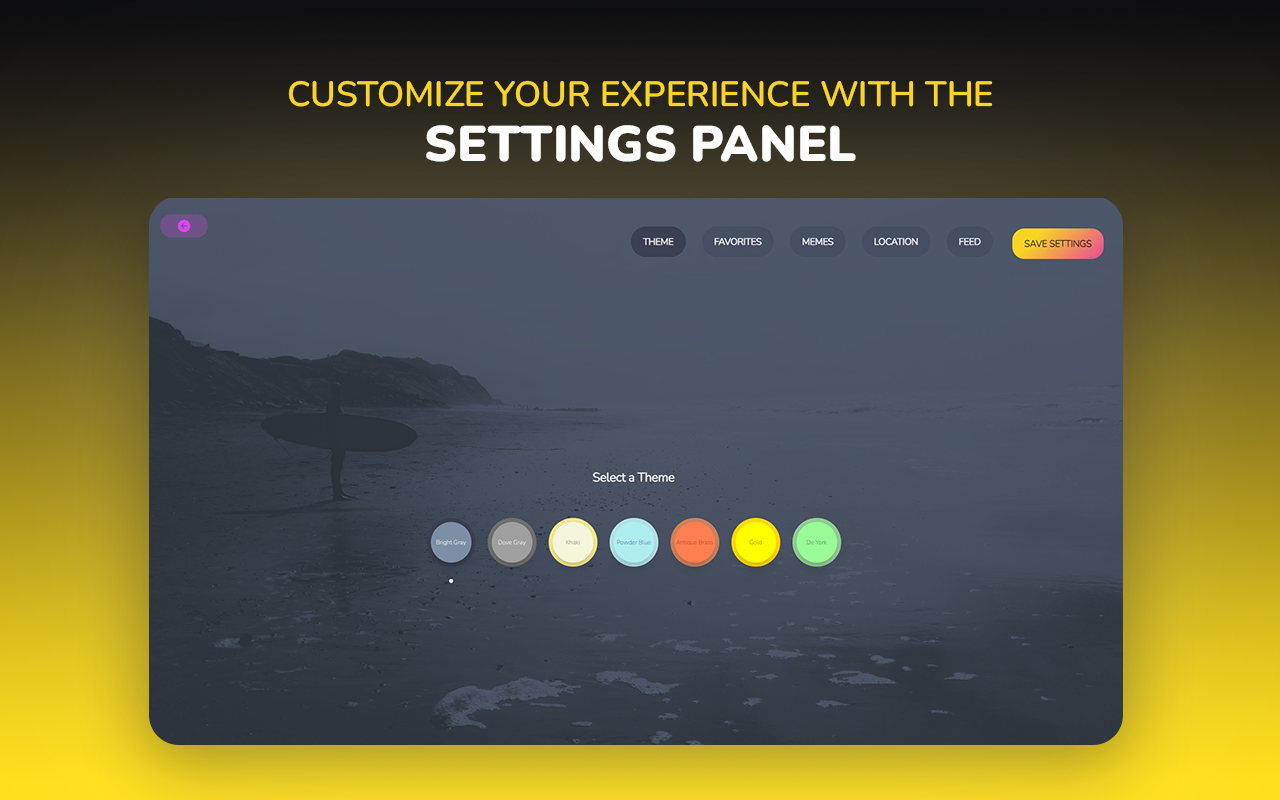 CUSTOMIZE YOUR EXPERIENCE WITH THE
SETTINGS PANEL
THEME FAVORITES MEMES LOCATION FEED SAVE SETTINGS
Select a Theme
Bright Gray Dove Gray Khaki Powder Blue Antique Brass Gold De York